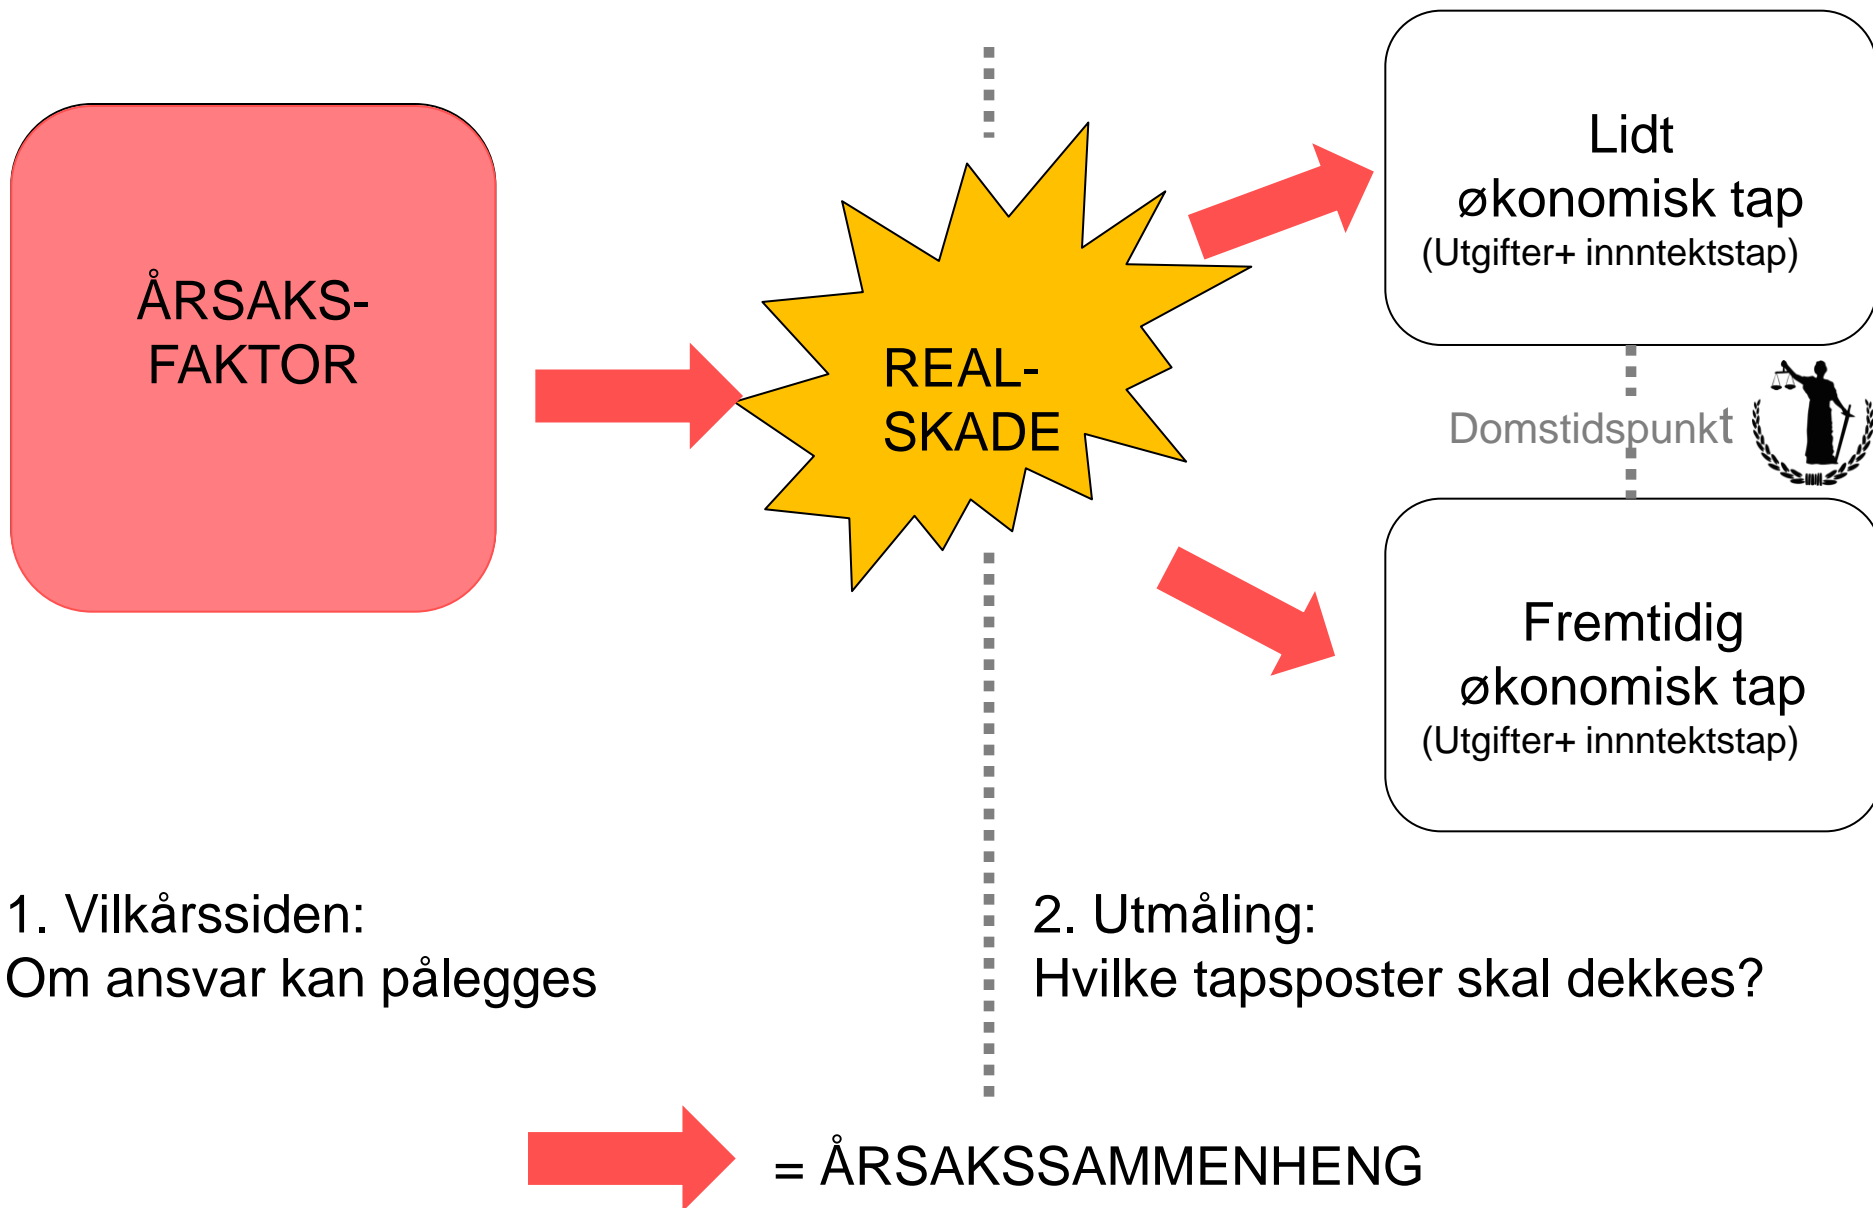 ÅRSAKS-
FAKTOR
REAL-
SKADE
Lidt
økonomisk tap
(Utgifter+ innntektstap)
Domstidspunkt
Fremtidig
økonomisk tap
(Utgifter+ innntektstap)
1. Vilkårssiden:
Om ansvar kan pålegges
2. Utmåling:
Hvilke tapsposter skal dekkes?
= ÅRSAKSSAMMENHENG